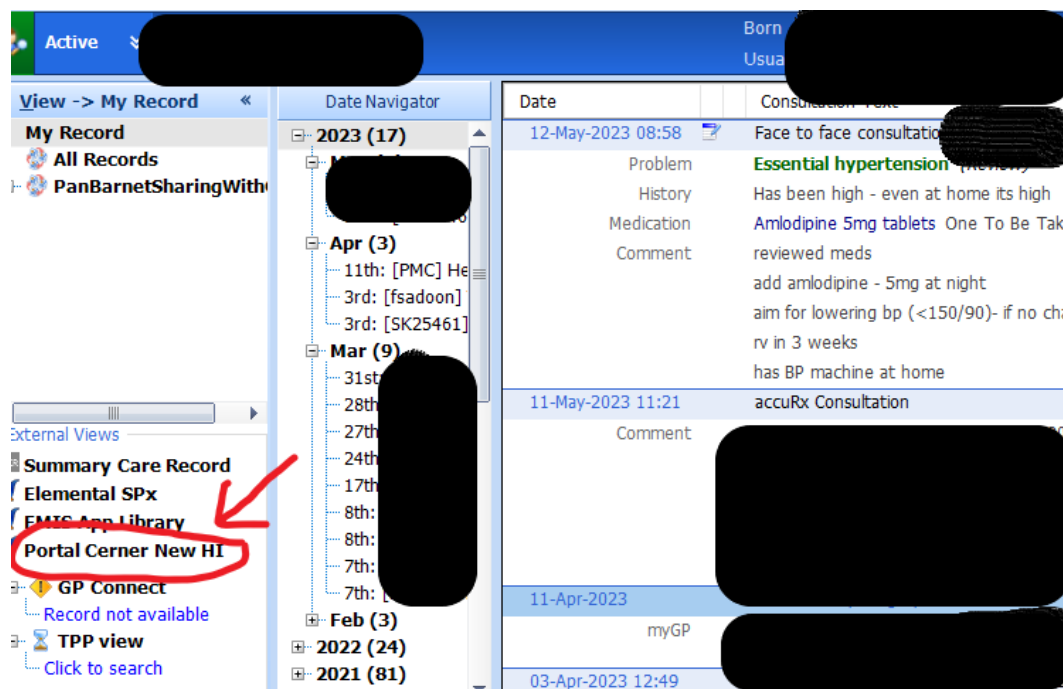 Active
Born
View -> My Record
My Record
All Records
PanBarnetSharingWith
External Views
Summary Care Record
Elemental SPx
EMIS App Library
Portal Cerner New HI
GP Connect
Record not available
TPP view
Click to search
Date Navigator
2023 (17)
Apr (3)
11th: [PMC] He
3rd: [fsadoon]
3rd: [SK25461]
Mar (9)
31st
28th
27th
24th
17th
8th:
8th:
7th:
7th: [
Feb (3)
2022 (24)
2021 (81)
Date
12-May-2023 08:58 Face to face consultatio
Problem Essential hypertension
History Has been high - even at home its high
Medication Amlodipine 5mg tablets One To Be Tak
Comment reviewed meds
add amlodipine - 5mg at night
aim for lowering bp (<150/90)- if no cha
rv in 3 weeks
has BP machine at home
11-May-2023 11:21 accuRx Consultation
Comment
11-Apr-2023
myGP
03-Apr-2023 12:49